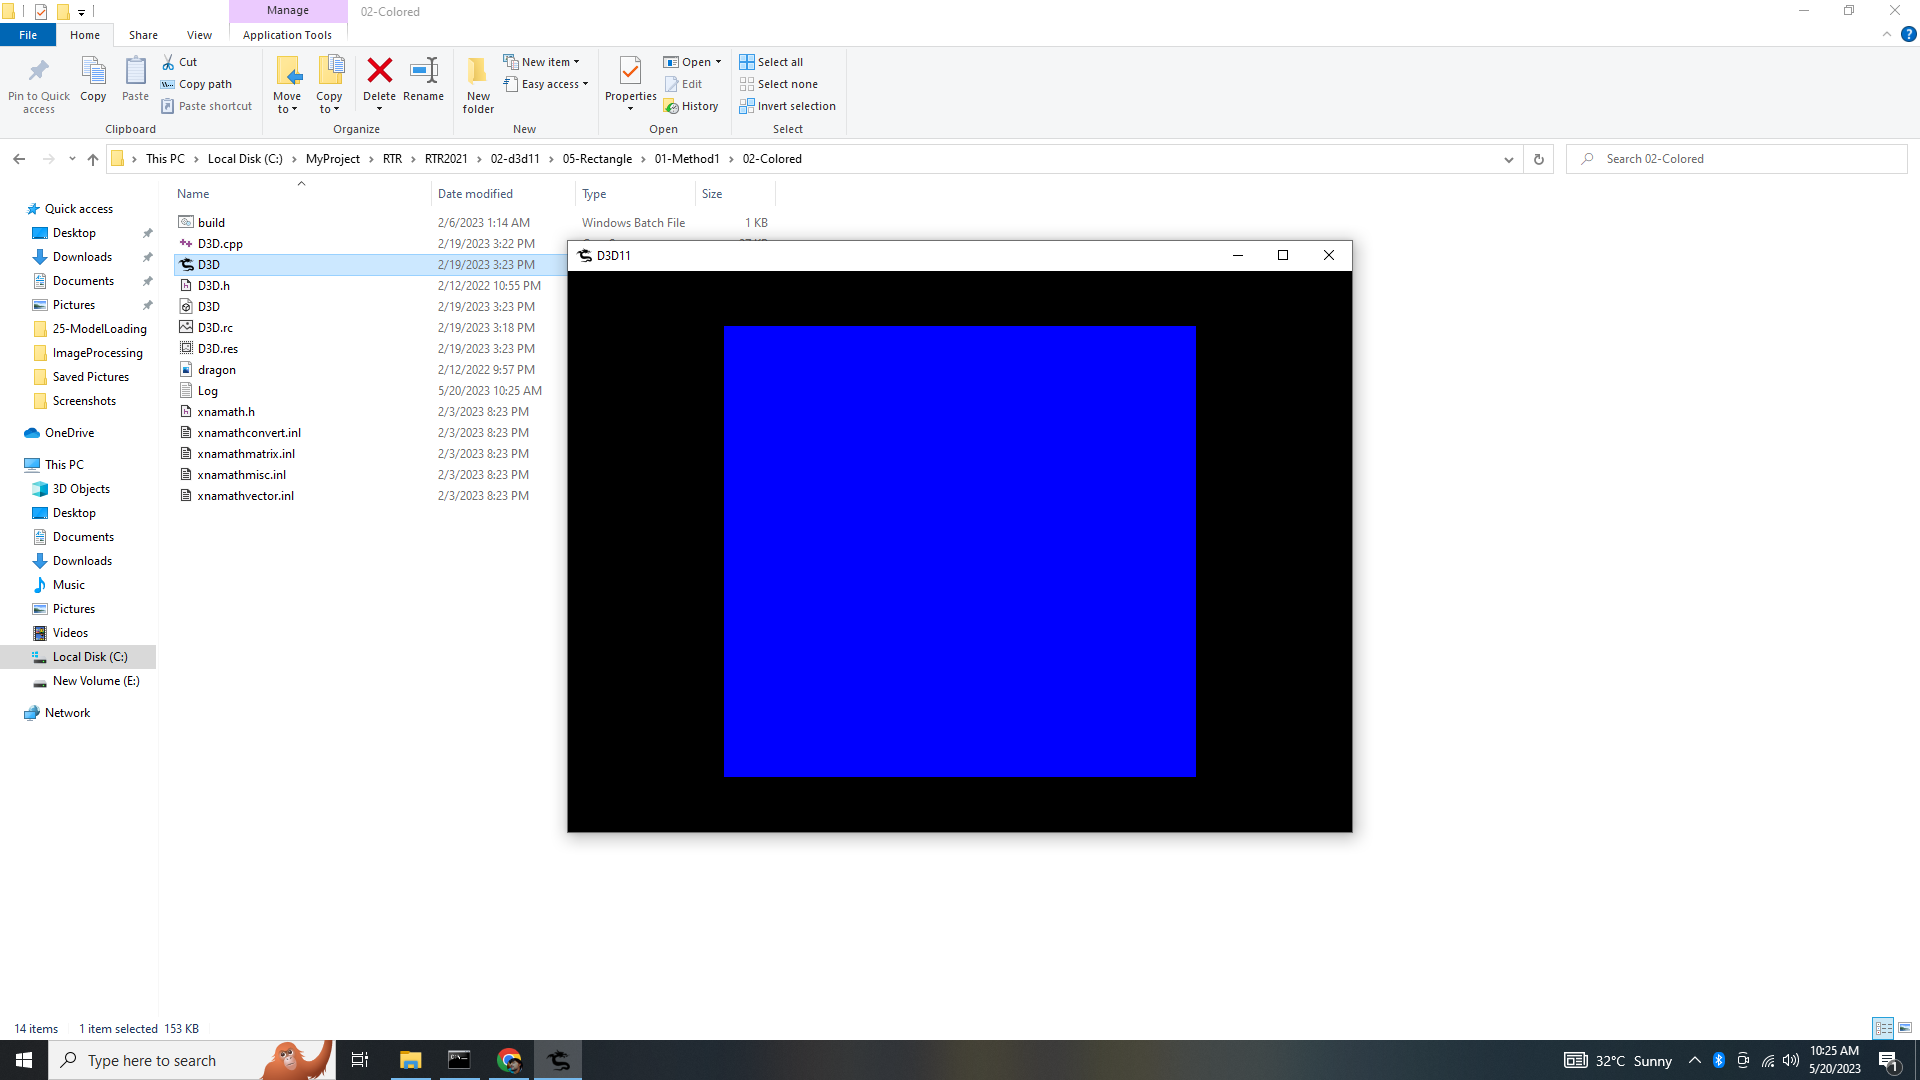 Manage
02-Colored
File
Home
Share
View
Application Tools
Pin to Quick access
Copy
Paste
Cut
Copy path
Paste shortcut
Clipboard
Move to
Copy to
Delete
Rename
Organize
New folder
New item
Easy access
New
Properties
Open
Edit
History
Open
Select all
Select none
Invert selection
Select
This PC
Local Disk (C:)
MyProject
RTR
RTR2021
02-d3d11
05-Rectangle
01-Method1
02-Colored
Search 02-Colored
Quick access
Desktop
Downloads
Documents
Pictures
25-ModelLoading
ImageProcessing
Saved Pictures
Screenshots
OneDrive
This PC
3D Objects
Desktop
Documents
Downloads
Music
Pictures
Videos
Local Disk (C:)
New Volume (E:)
Network
Name Date modified Type Size
build 2/6/2023 1:14 AM Windows Batch File 1 KB
D3D.cpp 2/19/2023 3:22 PM
D3D 2/19/2023 3:23 PM
D3D.h 2/12/2022 10:55 PM
D3D 2/19/2023 3:23 PM
D3D.rc 2/19/2023 3:18 PM
D3D.res 2/19/2023 3:23 PM
dragon 2/12/2022 9:57 PM
Log 5/20/2023 10:25 AM
xnamath.h 2/3/2023 8:23 PM
xnamathconvert.inl 2/3/2023 8:23 PM
xnamathmatrix.inl 2/3/2023 8:23 PM
xnamathmisc.inl 2/3/2023 8:23 PM
xnamathvector.inl 2/3/2023 8:23 PM
D3D11
14 items 1 item selected 153 KB
Type here to search
32°C Sunny
10:25 AM
5/20/2023
1